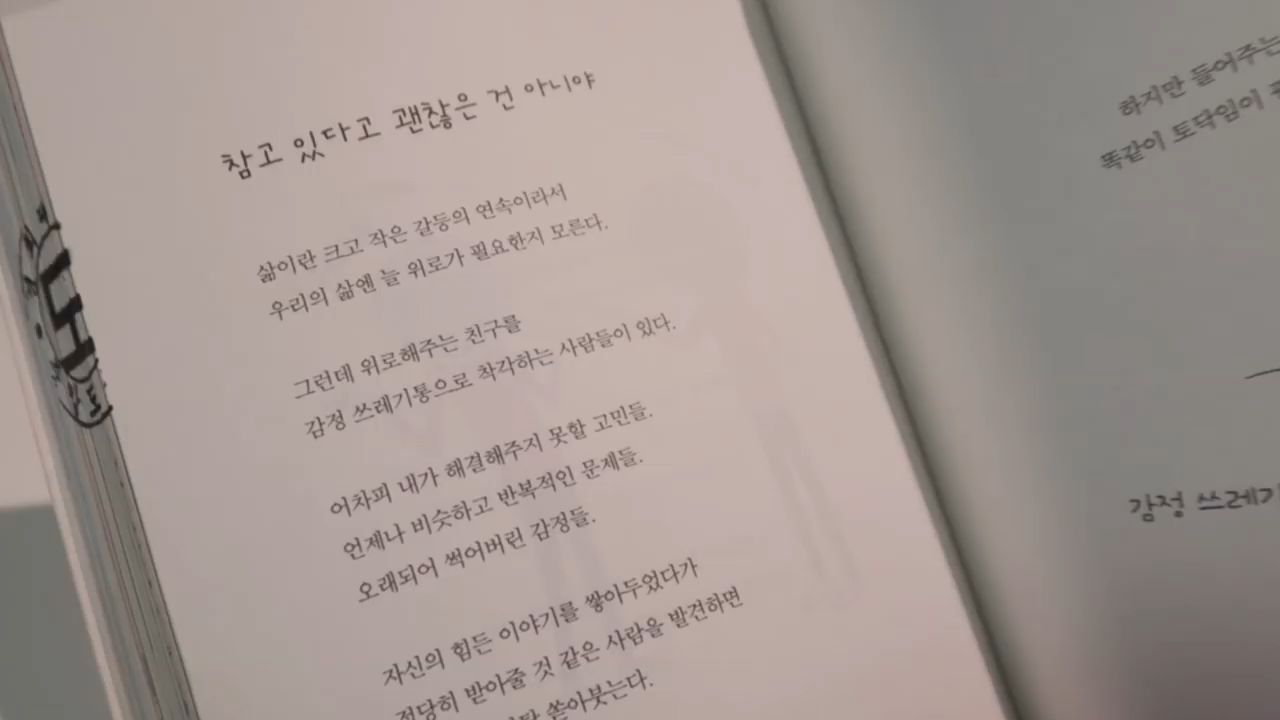 참고 있다고 괜찮은 건 아니야
삶이란 크고 작은 갈등의 연속이라서
우리의 삶엔 늘 위로가 필요한지 모른다.
그런데 위로해주는 친구를
감정 쓰레기통으로 착각하는 사람들이 있다.
어차피 내가 해결해주지 못할 고민들.
언제나 비슷하고 반복적인 문제들.
오래되어 썩어버린 감정들.
자신의 힘든 이야기를 쌓아두었다가
적당히 받아줄 것 같은 사람을 발견하면
쏟아붓는다.
하지만 들어주는
똑같이 토닥임이
감정 쓰레기